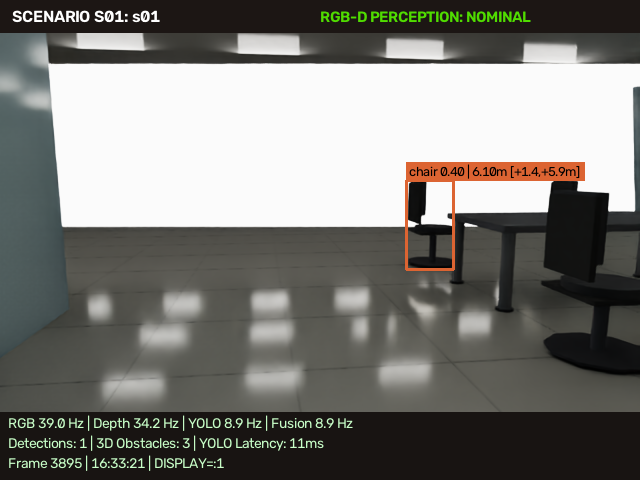 SCENARIO S01: s01
RGB-D PERCEPTION: NOMINAL
chair 0.40 | 6.10m [+1.4,+5.9m]
RGB 39.0 Hz | Depth 34.2 Hz | YOLO 8.9 Hz | Fusion 8.9 Hz
Detections: 1 | 3D Obstacles: 3 | YOLO Latency: 11ms
Frame 3895 | 16:33:21 | DISPLAY=:1